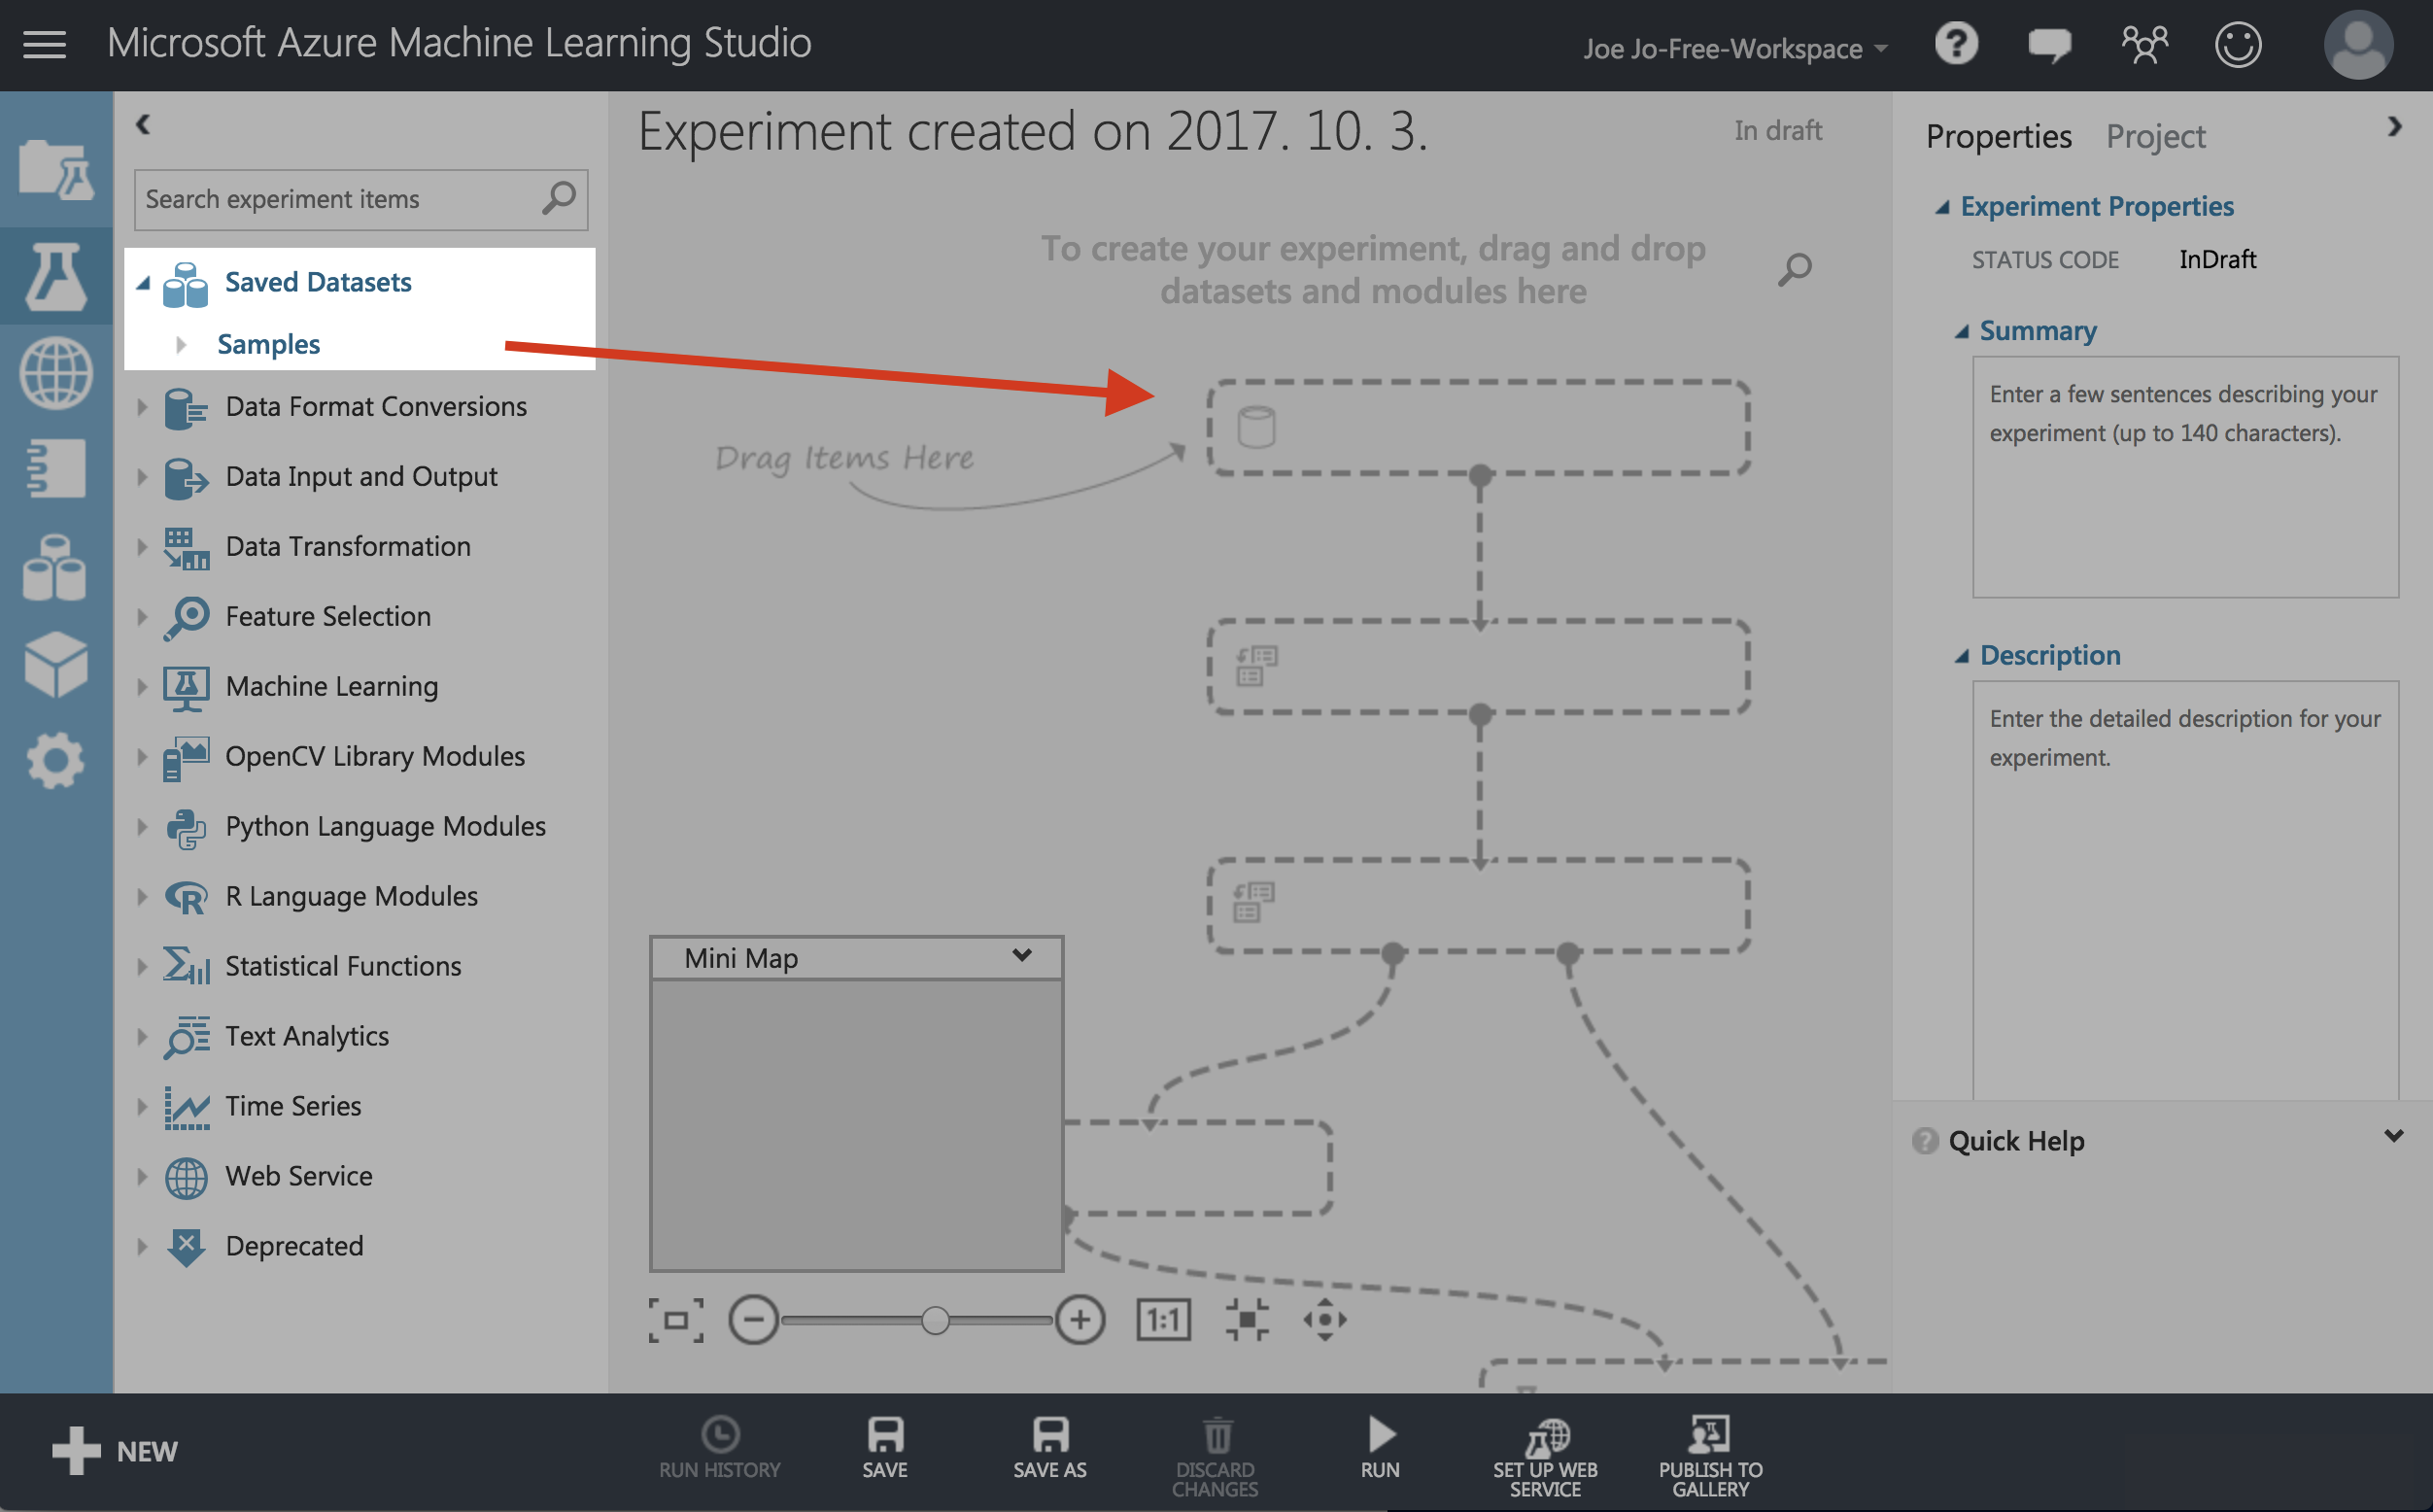 Microsoft Azure Machine Learning Studio
Joe Jo-Free-Workspace
?
Experiment created on 2017. 10. 3.
In draft
Search experiment items
Saved Datasets
Samples
Data Format Conversions
Data Input and Output
Data Transformation
Feature Selection
Machine Learning
OpenCV Library Modules
Python Language Modules
R Language Modules
Statistical Functions
Text Analytics
Time Series
Web Service
Deprecated
To create your experiment, drag and drop
datasets and modules here
Drag Items Here
Mini Map
1:1
Properties
Project
Experiment Properties
STATUS CODE
InDraft
Summary
Enter a few sentences describing your
experiment (up to 140 characters).
Description
Enter the detailed description for your
experiment.
? Quick Help
NEW
RUN HISTORY
SAVE
SAVE AS
DISCARD
CHANGES
RUN
SET UP WEB
SERVICE
PUBLISH TO
GALLERY